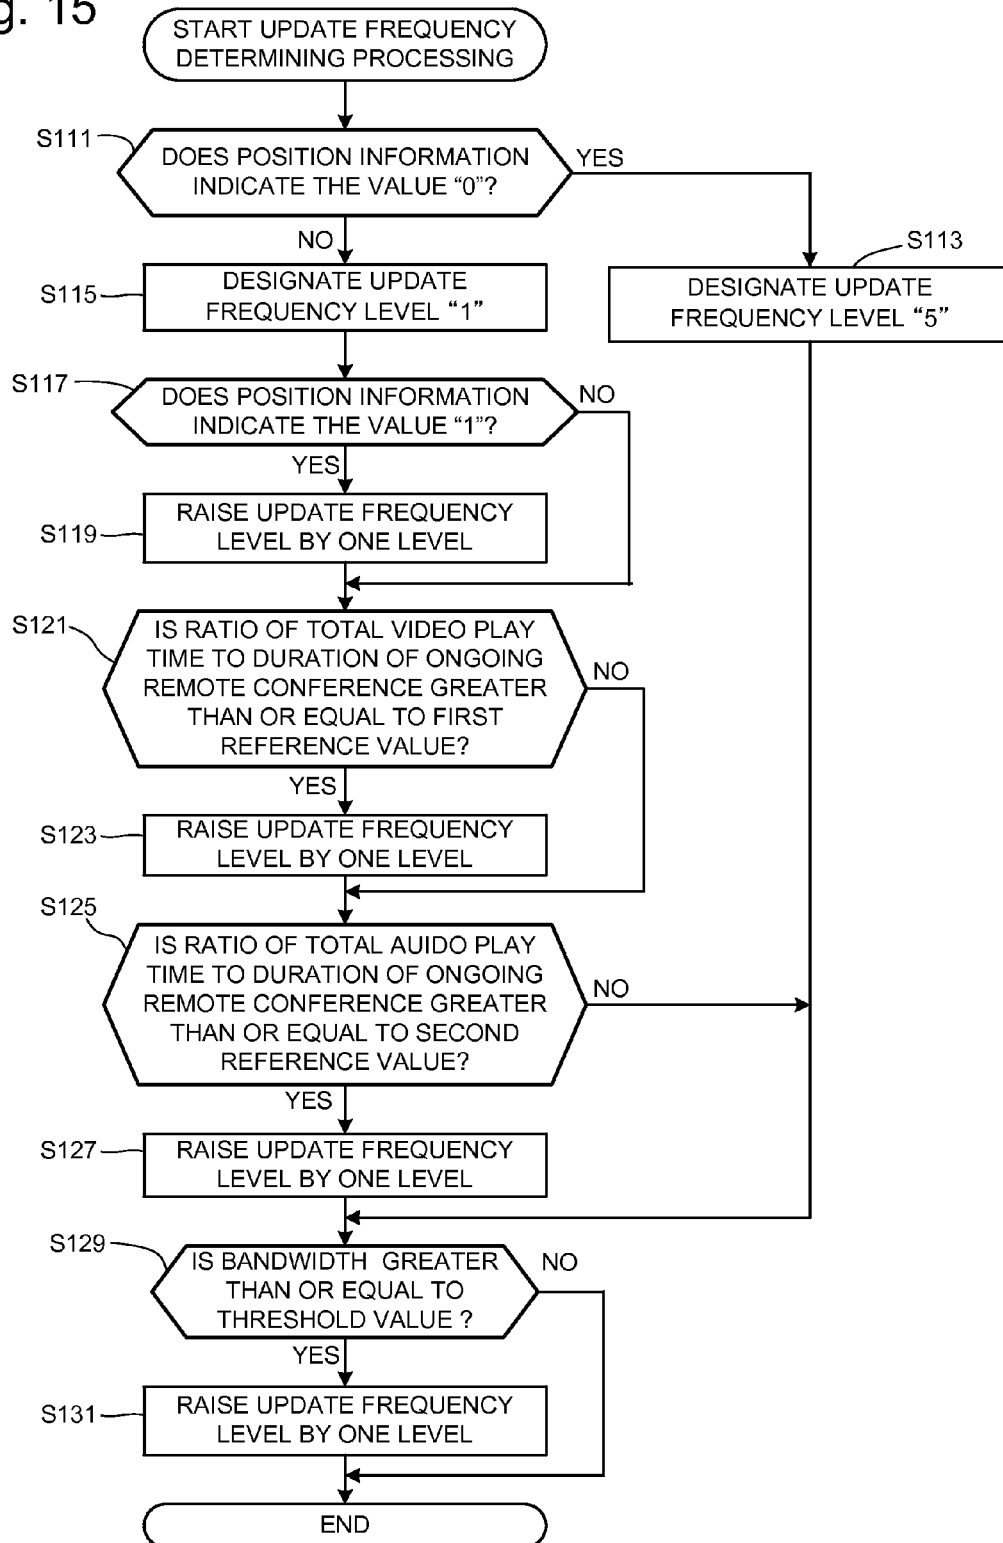 g. 15
START UPDATE FREQUENCY
DETERMINING PROCESSING
S111
DOES POSITION INFORMATION
INDICATE THE VALUE “0”?
YES
NO
S113
DESIGNATE UPDATE
FREQUENCY LEVEL “5”
S115
DESIGNATE UPDATE
FREQUENCY LEVEL “1”
S117
DOES POSITION INFORMATION
INDICATE THE VALUE “1”?
NO
YES
S119
RAISE UPDATE FREQUENCY
LEVEL BY ONE LEVEL
S121
IS RATIO OF TOTAL VIDEO PLAY
TIME TO DURATION OF ONGOING
REMOTE CONFERENCE GREATER
THAN OR EQUAL TO FIRST
REFERENCE VALUE?
NO
YES
S123
RAISE UPDATE FREQUENCY
LEVEL BY ONE LEVEL
S125
IS RATIO OF TOTAL AUIDO PLAY
TIME TO DURATION OF ONGOING
REMOTE CONFERENCE GREATER
THAN OR EQUAL TO SECOND
REFERENCE VALUE?
NO
YES
S127
RAISE UPDATE FREQUENCY
LEVEL BY ONE LEVEL
S129
IS BANDWIDTH GREATER
THAN OR EQUAL TO
THRESHOLD VALUE ?
NO
YES
S131
RAISE UPDATE FREQUENCY
LEVEL BY ONE LEVEL
END